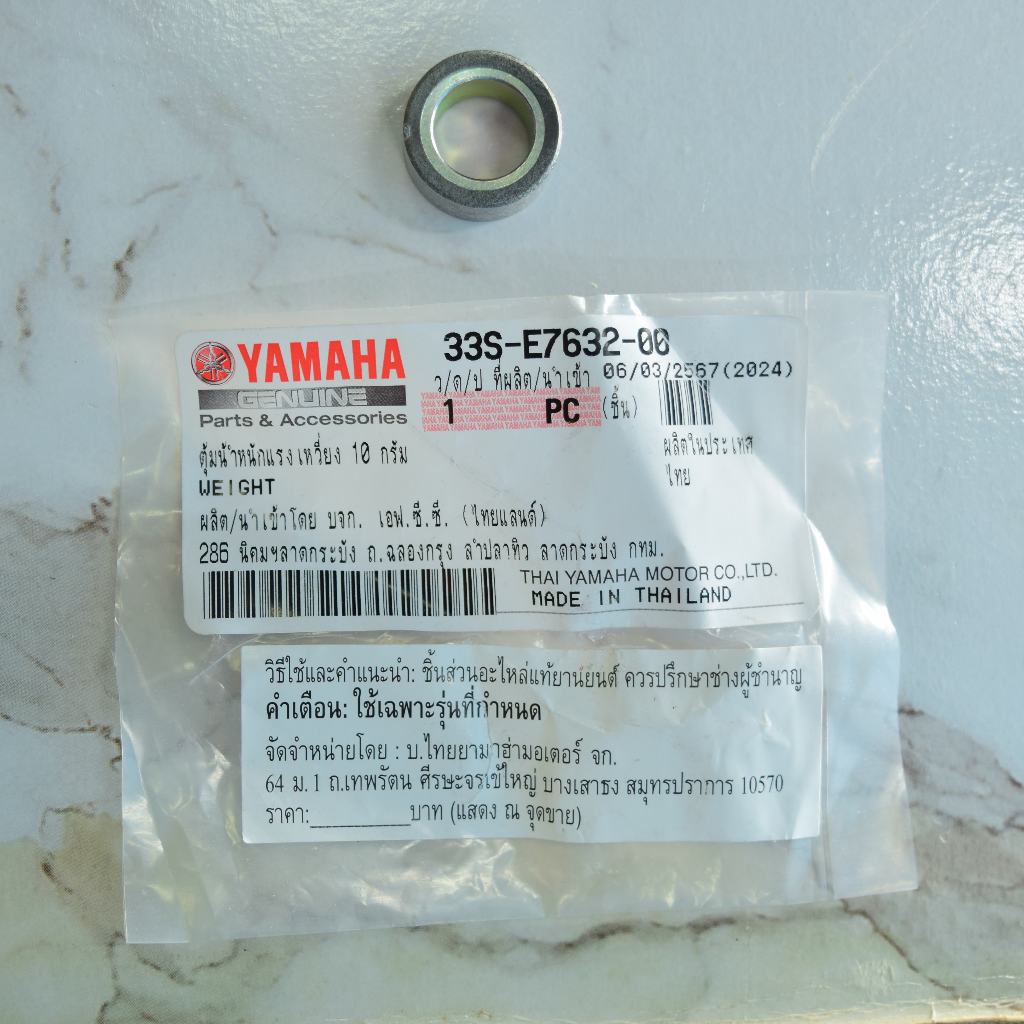 YAMAHA
GENUINE
Parts & Accessories
33S-E7632-00
ว/ด/ป ที่ผลิต/นำเข้า 06/03/2567(2024)
1 PC (ชิ้น)
ผลิตในประเทศ
ไทย
ตุ้มน้ำหนักแรงเหวี่ยง 10 กรัม
WEIGHT
ผลิต/นำเข้าโดย บจก. เอฟ.ซี.ซี. (ไทยแลนด์)
286 นิคมฯลาดกระบัง ถ.ฉลองกรุง ลำปลาทิว ลาดกระบัง กทม.
THAI YAMAHA MOTOR CO.,LTD.
MADE IN THAILAND
วิธีใช้และคำแนะนำ: ชิ้นส่วนอะไหล่แท้ยานยนต์ ควรปรึกษาช่างผู้ชำนาญ
คำเตือน: ใช้เฉพาะรุ่นที่กำหนด
จัดจำหน่ายโดย : บ.ไทยยามาฮ่ามอเตอร์ จก.
64 ม.1 ถ.เทพรัตน ศีรษะจรเข้ใหญ่ บางเสาธง สมุทรปราการ 10570
ราคา:__________บาท (แสดง ณ จุดขาย)